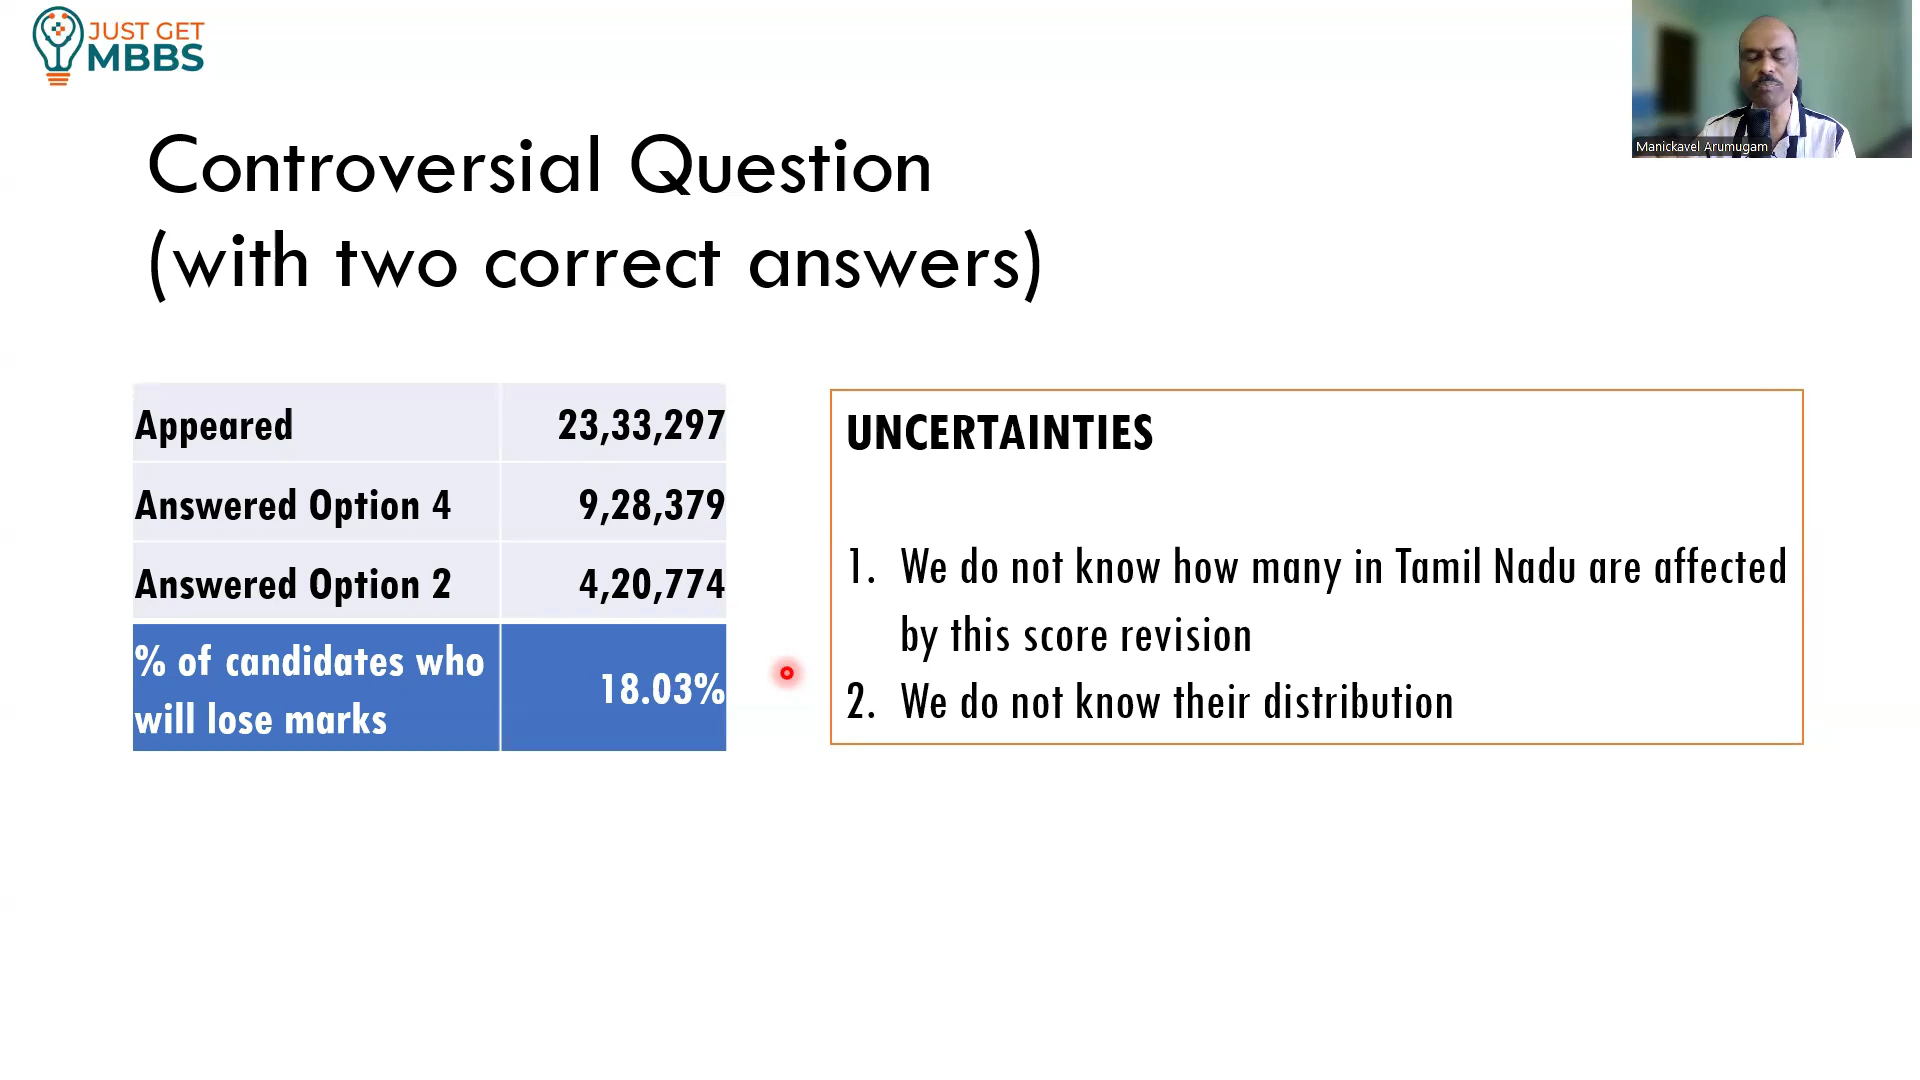 JUST GET
MBBS
Manickavel Arumugam
Controversial Question
(with two correct answers)
Appeared 23,33,297
Answered Option 4 9,28,379
Answered Option 2 4,20,774
% of candidates who
will lose marks 18.03%
UNCERTAINTIES
1. We do not know how many in Tamil Nadu are affected
by this score revision
2. We do not know their distribution